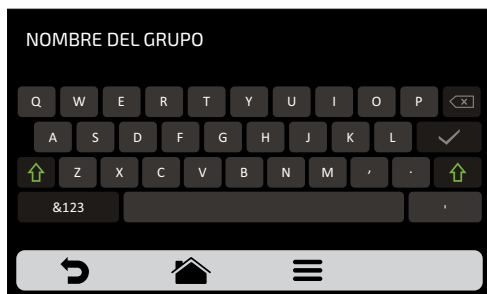 NOMBRE DEL GRUPO
Q W E R T Y U I O P
A S D F G H J K L
Z X C V B N M , .
&123 '